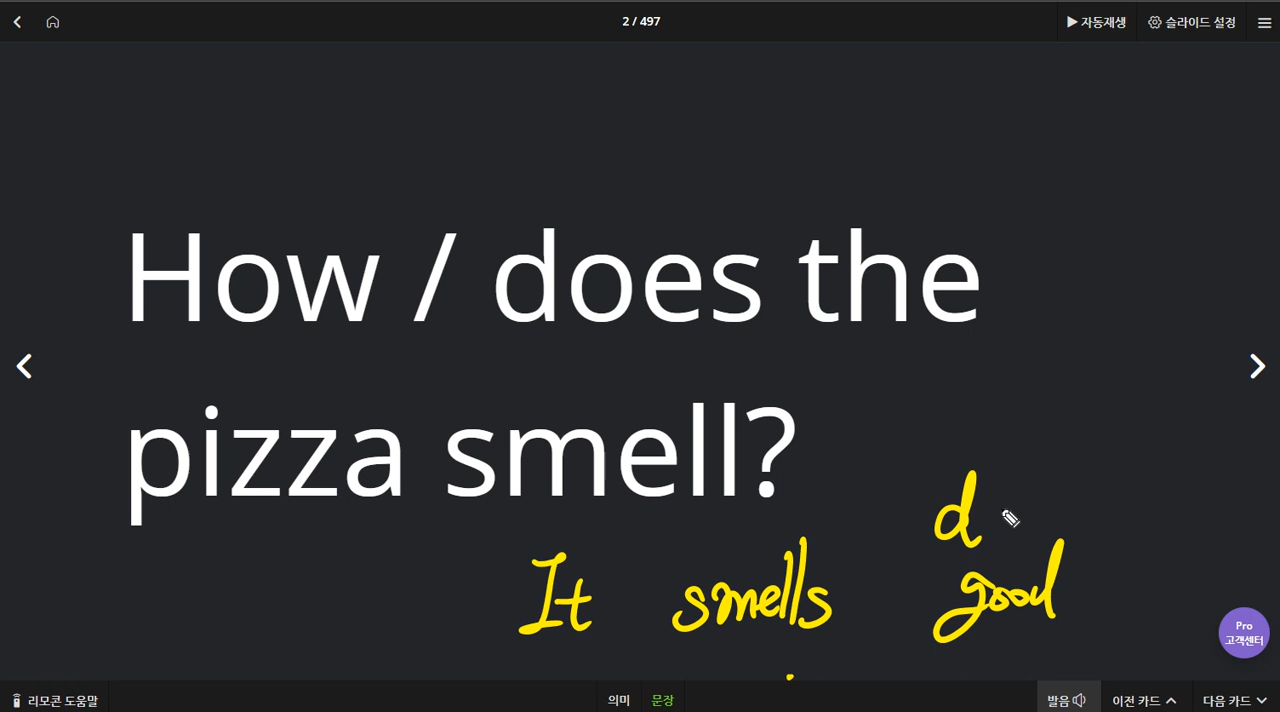 2 / 497
자동재생
슬라이드 설정
How / does the
pizza smell?
d
It smells good
Pro
고객센터
리모콘 도움말
의미
문장
발음
이전 카드
다음 카드